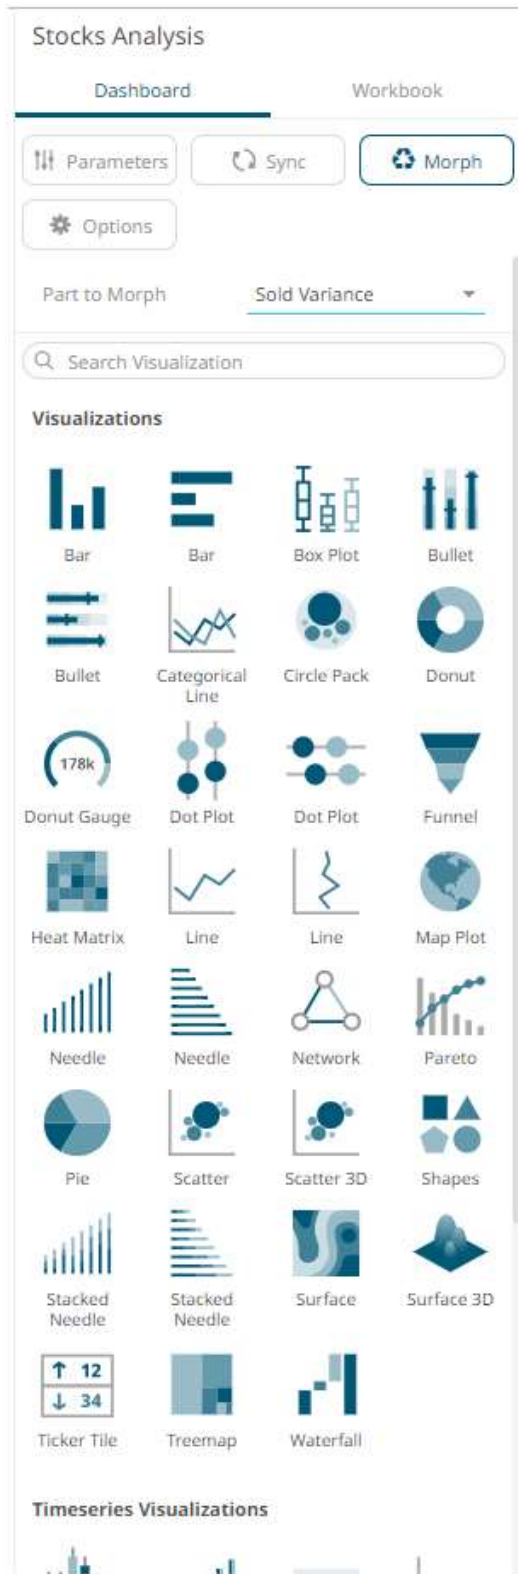 Stocks Analysis
Dashboard Workbook
Parameters Sync Morph
Options
Part to Morph Sold Variance
Search Visualization
Visualizations
Bar Bar Box Plot Bullet
Bullet Categorical Line Circle Pack Donut
178k
Donut Gauge Dot Plot Dot Plot Funnel
Heat Matrix Line Line Map Plot
Needle Needle Network Pareto
Pie Scatter Scatter 3D Shapes
Stacked Needle Stacked Needle Surface Surface 3D
↑ 12
↓ 34
Ticker Tile Treemap Waterfall
Timeseries Visualizations